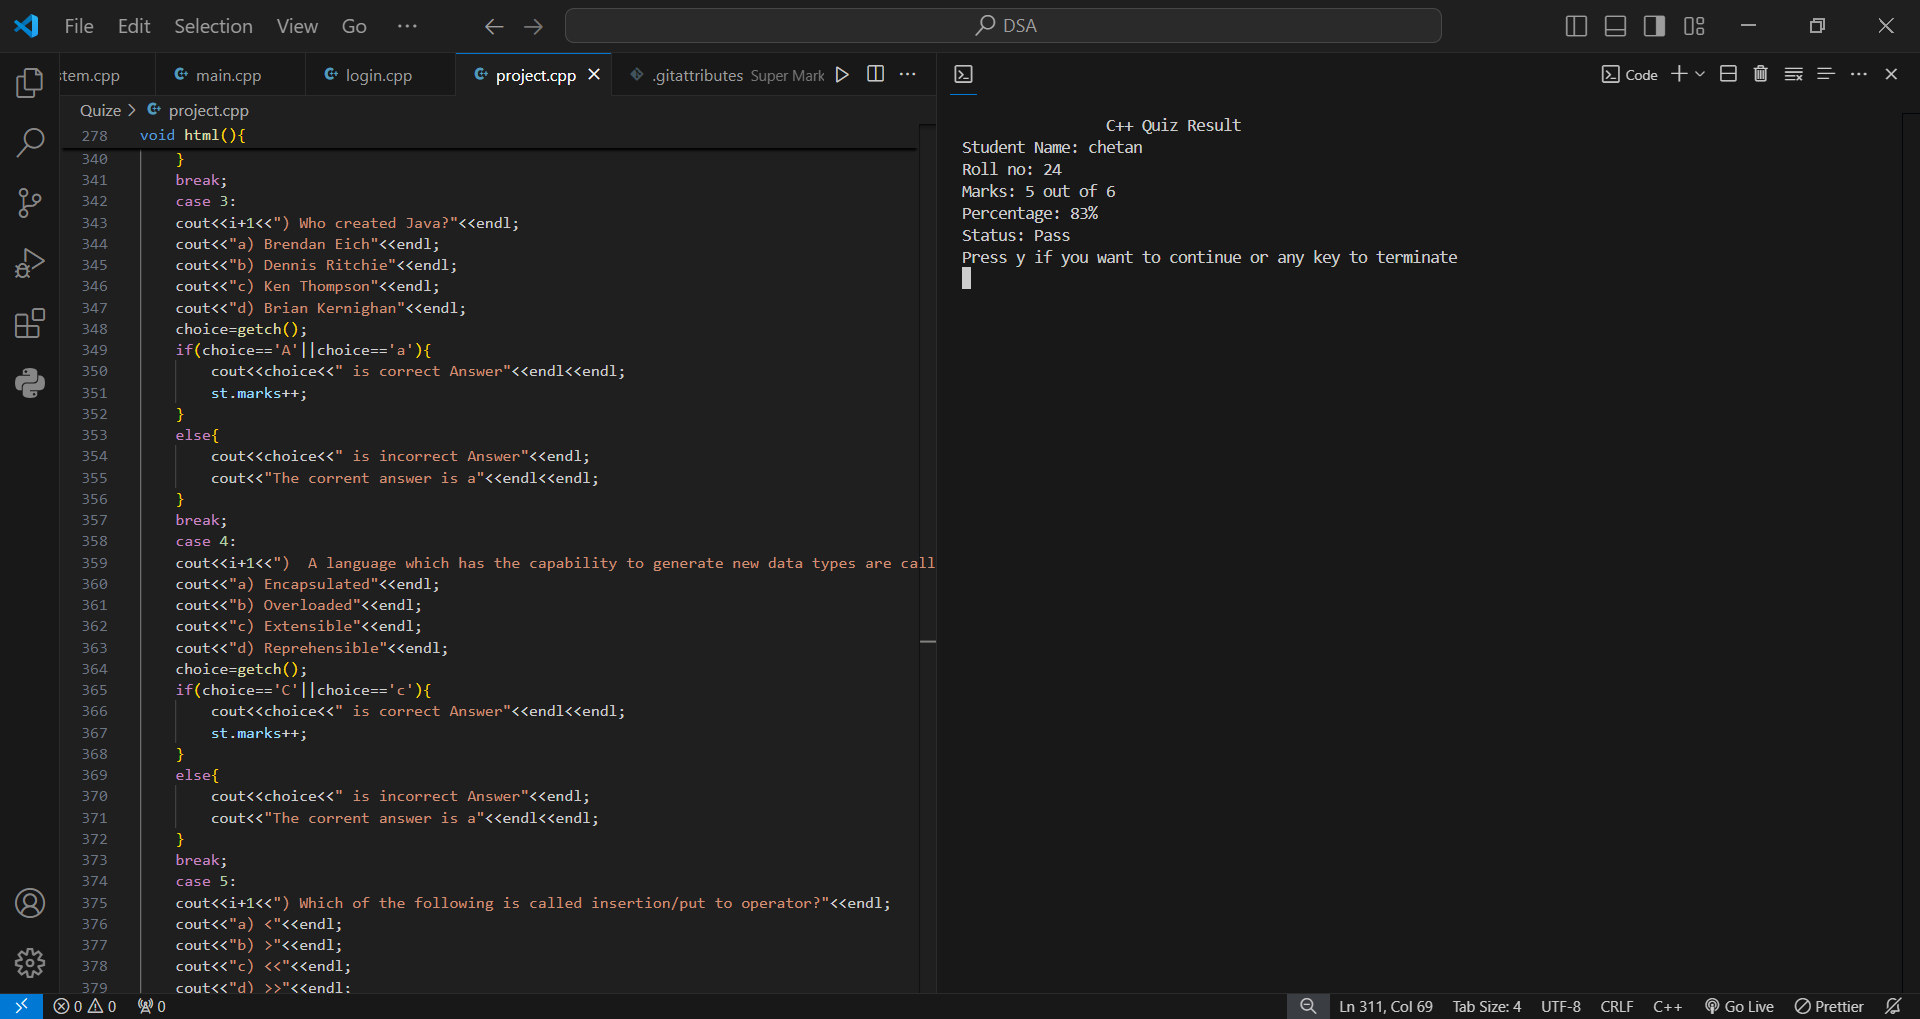 File Edit Selection View Go ··· DSA
stem.cpp main.cpp login.cpp project.cpp .gitattributes Super Mark
Quize > project.cpp
278 void html(){
340 }
341 break;
342 case 3:
343 cout<<i+1<<") Who created Java?"<<endl;
344 cout<<"a) Brendan Eich"<<endl;
345 cout<<"b) Dennis Ritchie"<<endl;
346 cout<<"c) Ken Thompson"<<endl;
347 cout<<"d) Brian Kernighan"<<endl;
348 choice=getch();
349 if(choice=='A'||choice=='a'){
350 cout<<choice<<" is correct Answer"<<endl<<endl;
351 st.marks++;
352 }
353 else{
354 cout<<choice<<" is incorrect Answer"<<endl;
355 cout<<"The corrent answer is a"<<endl<<endl;
356 }
357 break;
358 case 4:
359 cout<<i+1<<")  A language which has the capability to generate new data types are call
360 cout<<"a) Encapsulated"<<endl;
361 cout<<"b) Overloaded"<<endl;
362 cout<<"c) Extensible"<<endl;
363 cout<<"d) Reprehensible"<<endl;
364 choice=getch();
365 if(choice=='C'||choice=='c'){
366 cout<<choice<<" is correct Answer"<<endl<<endl;
367 st.marks++;
368 }
369 else{
370 cout<<choice<<" is incorrect Answer"<<endl;
371 cout<<"The corrent answer is a"<<endl<<endl;
372 }
373 break;
374 case 5:
375 cout<<i+1<<") Which of the following is called insertion/put to operator?"<<endl;
376 cout<<"a) <"<<endl;
377 cout<<"b) >"<<endl;
378 cout<<"c) <<"<<endl;
379 cout<<"d) >>"<<endl;
Code
C++ Quiz Result
Student Name: chetan
Roll no: 24
Marks: 5 out of 6
Percentage: 83%
Status: Pass
Press y if you want to continue or any key to terminate
0 0 0 Ln 311, Col 69 Tab Size: 4 UTF-8 CRLF C++ Go Live Prettier